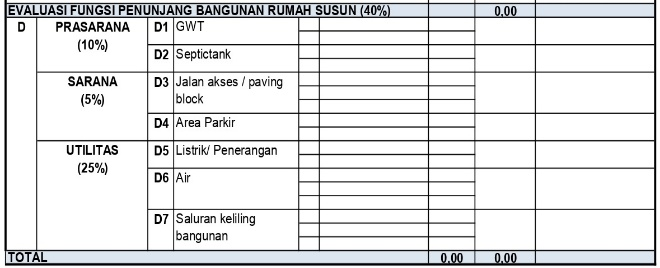 EVALUASI FUNGSI PENUNJANG BANGUNAN RUMAH SUSUN (40%) 0,00
D PRASARANA (10%) D1 GWT
D2 Septictank
SARANA (5%) D3 Jalan akses / paving block
D4 Area Parkir
UTILITAS (25%) D5 Listrik/ Penerangan
D6 Air
D7 Saluran keliling bangunan
TOTAL 0.00 0,00